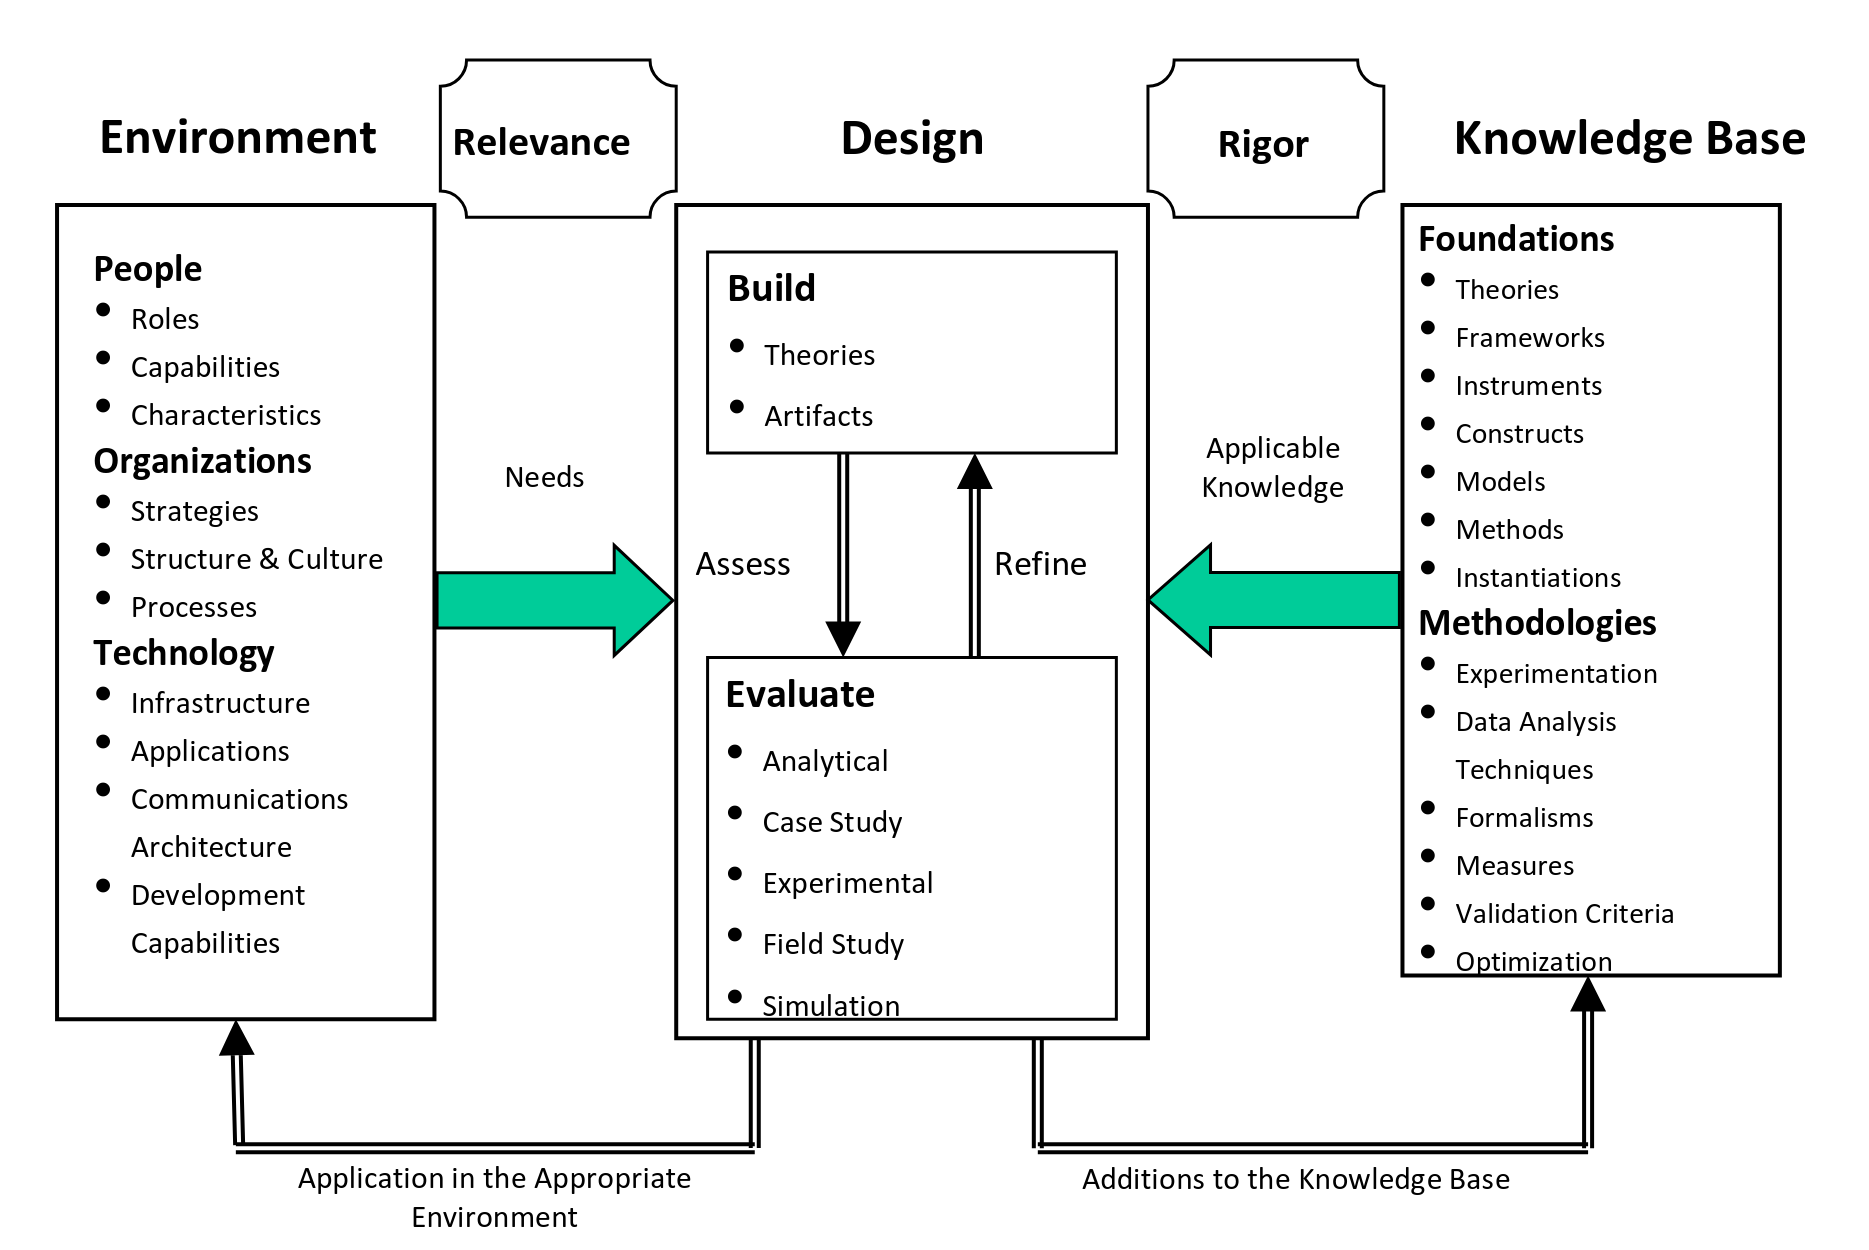 Environment
Relevance
Design
Rigor
Knowledge Base
People
Roles
Capabilities
Characteristics
Organizations
Strategies
Structure & Culture
Processes
Technology
Infrastructure
Applications
Communications
Architecture
Development
Capabilities
Needs
Build
Theories
Artifacts
Assess
Refine
Evaluate
Analytical
Case Study
Experimental
Field Study
Simulation
Applicable
Knowledge
Foundations
Theories
Frameworks
Instruments
Constructs
Models
Methods
Instantiations
Methodologies
Experimentation
Data Analysis
Techniques
Formalisms
Measures
Validation Criteria
Optimization
Application in the Appropriate
Environment
Additions to the Knowledge Base